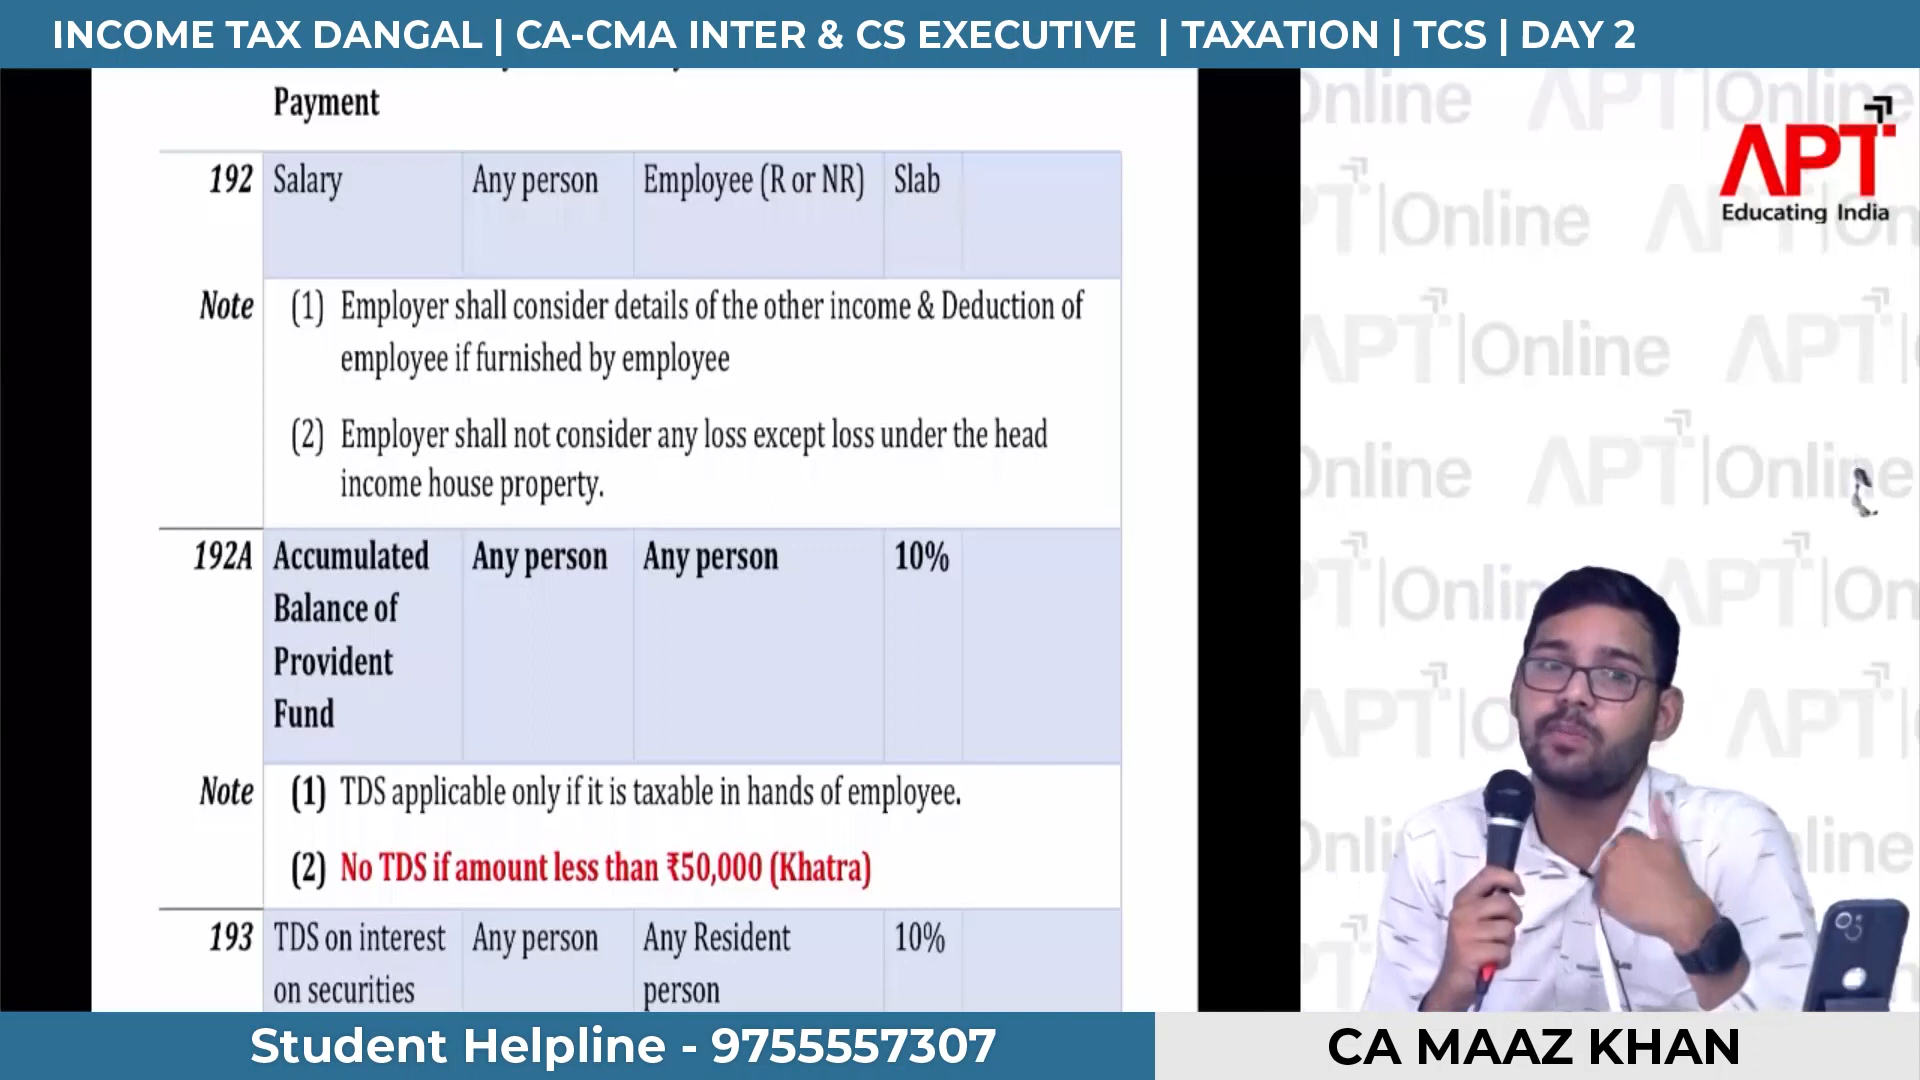 INCOME TAX DANGAL | CA-CMA INTER & CS EXECUTIVE | TAXATION | TCS | DAY 2
Payment
192 Salary Any person Employee (R or NR) Slab
Note (1) Employer shall consider details of the other income & Deduction of
employee if furnished by employee
(2) Employer shall not consider any loss except loss under the head
income house property.
192A Accumulated Any person Any person 10%
Balance of
Provident
Fund
Note (1) TDS applicable only if it is taxable in hands of employee.
(2) No TDS if amount less than ₹50,000 (Khatra)
193 TDS on interest Any person Any Resident 10%
on securities person
APT
Educating India
APT|Online
Student Helpline - 9755557307
CA MAAZ KHAN